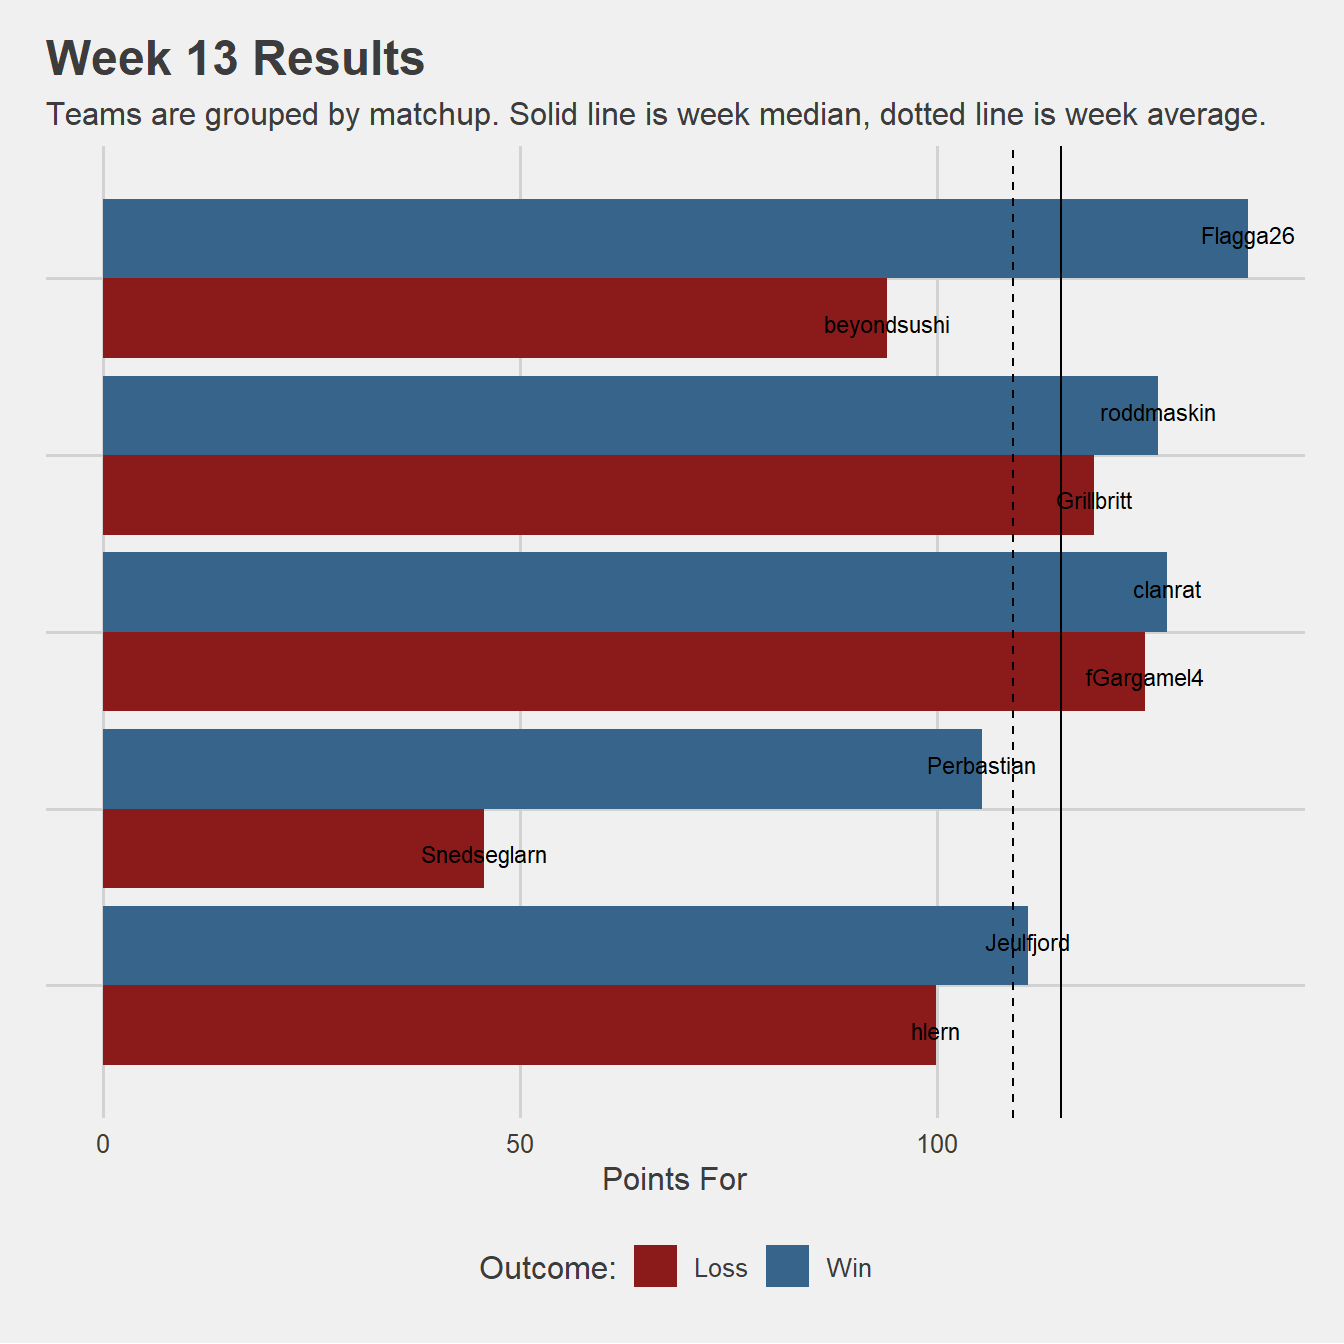 Week 13 Results
Teams are grouped by matchup. Solid line is week median, dotted line is week average.
Flagga26
beyondsushi
roddmaskin
Grillbritt
clanrat
fGargamel4
Perbastian
Snedseglarn
Jeulfjord
hlern
0 50 100
Points For
Outcome: Loss Win